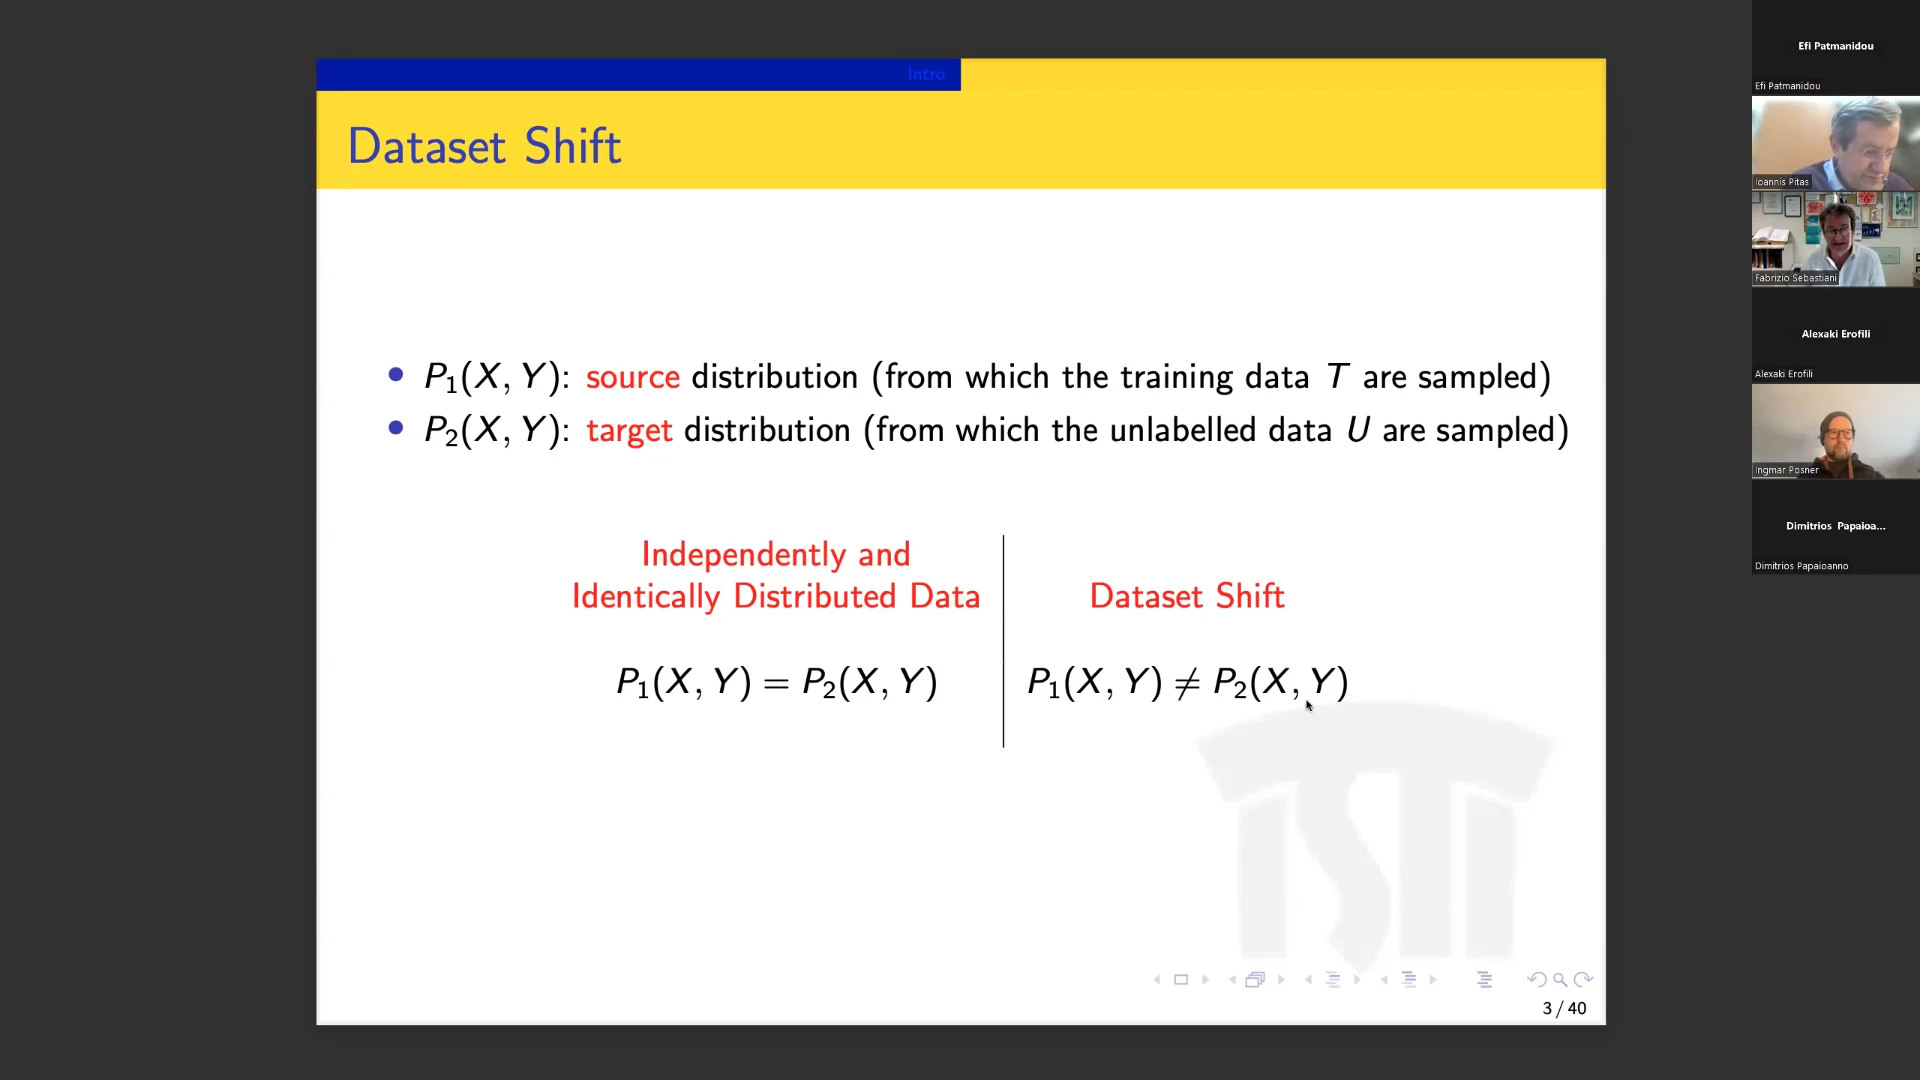 Intro
Dataset Shift
P₁(X, Y): source distribution (from which the training data T are sampled)
P₂(X, Y): target distribution (from which the unlabelled data U are sampled)
Independently and
Identically Distributed Data
Dataset Shift
P₁(X, Y) = P₂(X, Y)
P₁(X, Y) ≠ P₂(X, Y)
ISTI
3 / 40
Efi Patmanidou
Efi Patmanidou
Ioannis Pitas
Fabrizio Sebastiani
Alexaki Erofili
Alexaki Erofili
Ingmar Posner
Dimitrios Papaioa...
Dimitrios Papaioanno